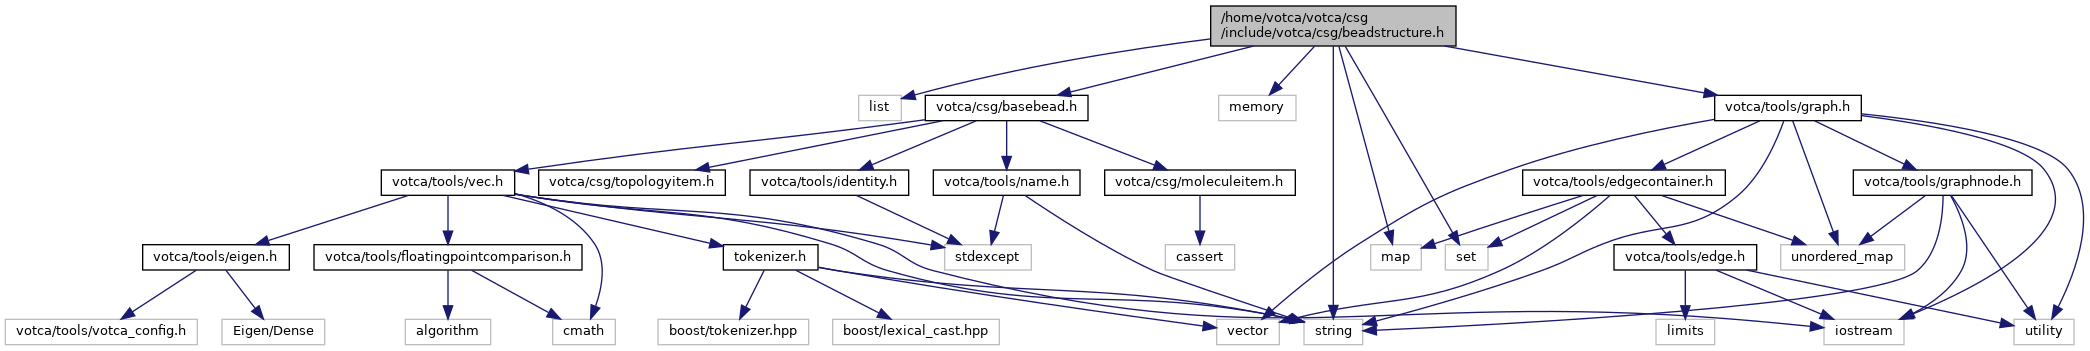 /home/votca/votca/csg
/include/votca/csg/beadstructure.h
list
votca/csg/basebead.h
memory
votca/tools/graph.h
votca/tools/vec.h
votca/csg/topologyitem.h
votca/tools/identity.h
votca/tools/name.h
votca/csg/moleculeitem.h
votca/tools/edgecontainer.h
votca/tools/graphnode.h
votca/tools/eigen.h
votca/tools/floatingpointcomparison.h
tokenizer.h
stdexcept
cassert
map
set
votca/tools/edge.h
unordered_map
votca/tools/votca_config.h
Eigen/Dense
algorithm
cmath
boost/tokenizer.hpp
boost/lexical_cast.hpp
vector
string
limits
iostream
utility